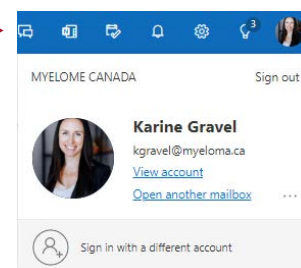 3
MYELOME CANADA Sign out
Karine Gravel
kgravel@myeloma.ca
View account
Open another mailbox ...
Sign in with a different account